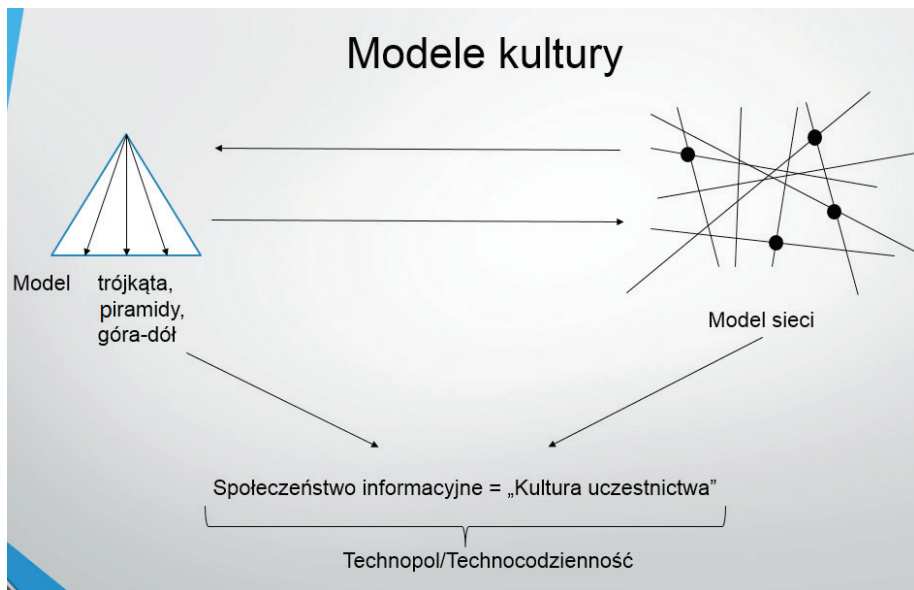 Modele kultury
Model trójkąta,
piramidy,
góra-dół
Model sieci
Społeczeństwo informacyjne = „Kultura uczestnictwa”
Technopol/Technocodzienność